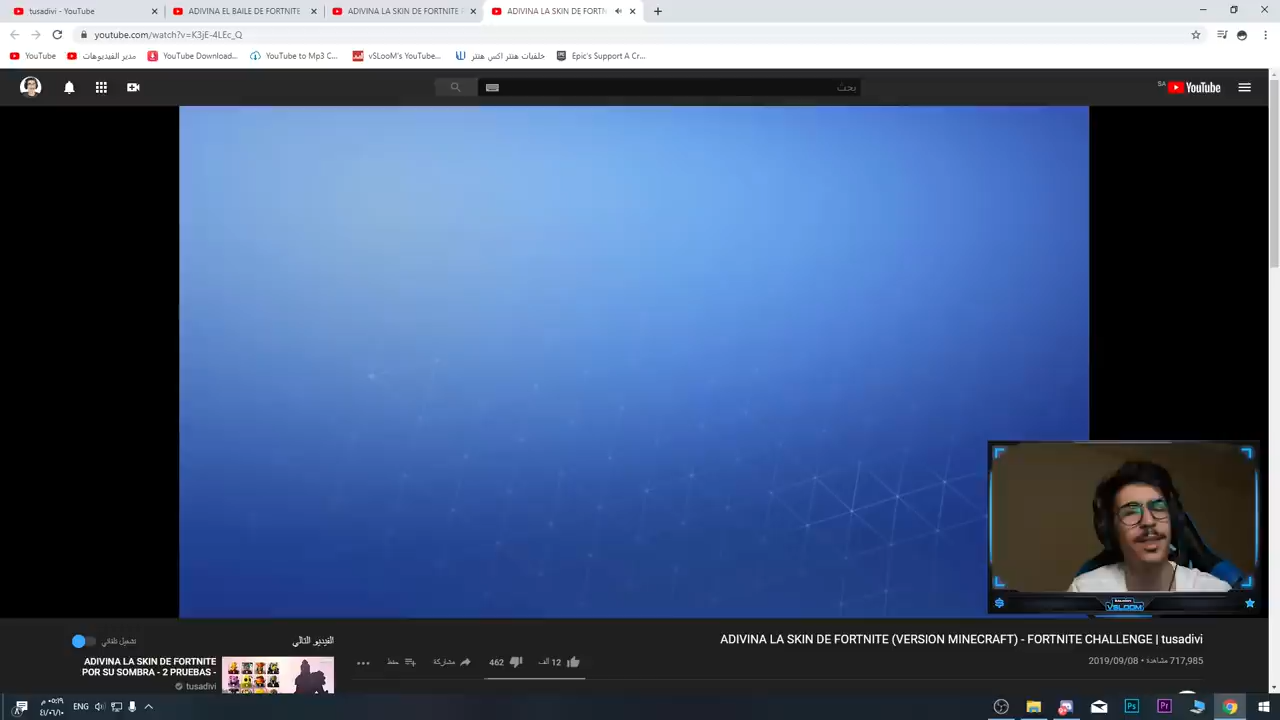 tusadivi - YouTube
ADIVINA EL BAILE DE FORTNITE
ADIVINA LA SKIN DE FORTNITE
ADIVINA LA SKIN DE FORTN
youtube.com/watch?v=K3jE-4LEc_Q
YouTube
مدير الفيديوهات
YouTube Download...
YouTube to Mp3 C...
vSLooM's YouTube...
خلفيات هنتر اكس هنتر
Epic's Support A Cr...
بحث
SA
YouTube
VSLOOM
ADIVINA LA SKIN DE FORTNITE (VERSION MINECRAFT) - FORTNITE CHALLENGE | tusadivi
717,985 مشاهدة • 2019/09/08
12 ألف
462
مشاركة
حفظ
الفيديو التالي
تشغيل تلقائي
ADIVINA LA SKIN DE FORTNITE
POR SU SOMBRA - 2 PRUEBAS -
tusadivi
ENG